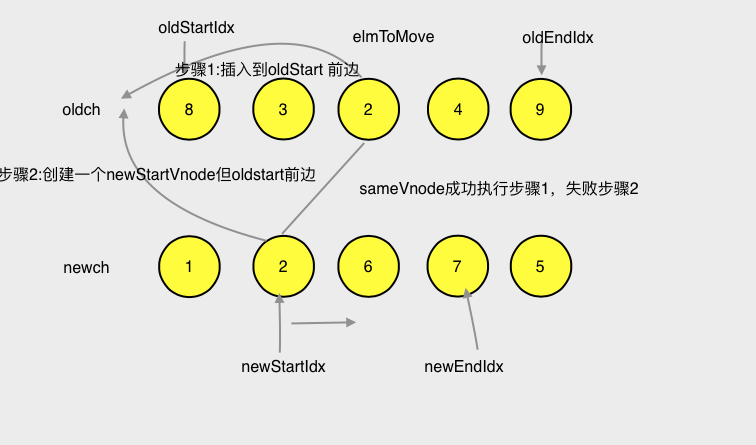 oldStartIdx
elmToMove
oldEndIdx
步骤1:插入到oldStart 前边
oldch
8
3
2
4
9
步骤2:创建一个newStartVnode但oldstart前边
sameVnode成功执行步骤1，失败步骤2
newch
1
2
6
7
5
newStartIdx
newEndIdx